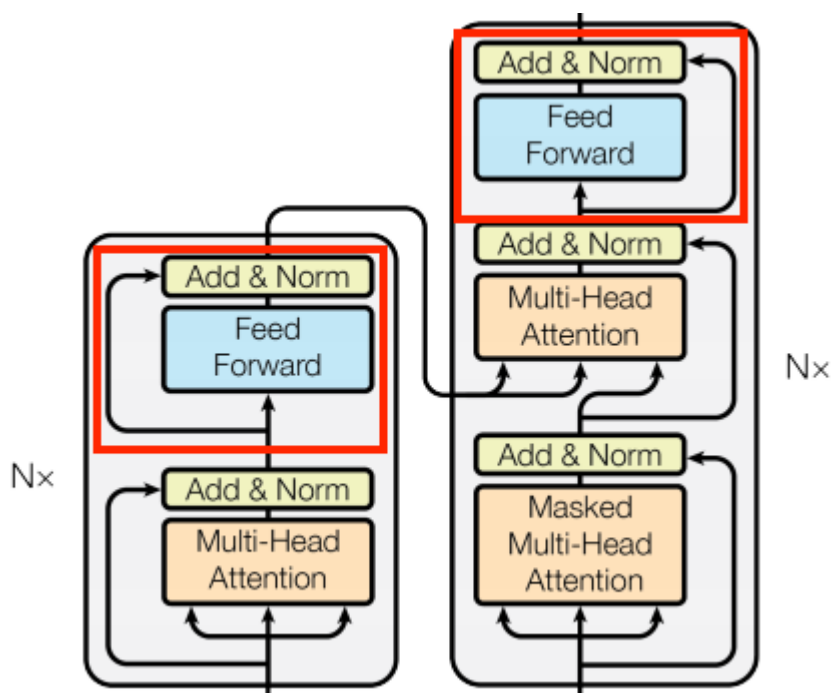 Add & Norm
Feed
Forward
Add & Norm
Multi-Head
Attention
N×
Add & Norm
Feed
Forward
Add & Norm
Multi-Head
Attention
Add & Norm
Masked
Multi-Head
Attention
N×